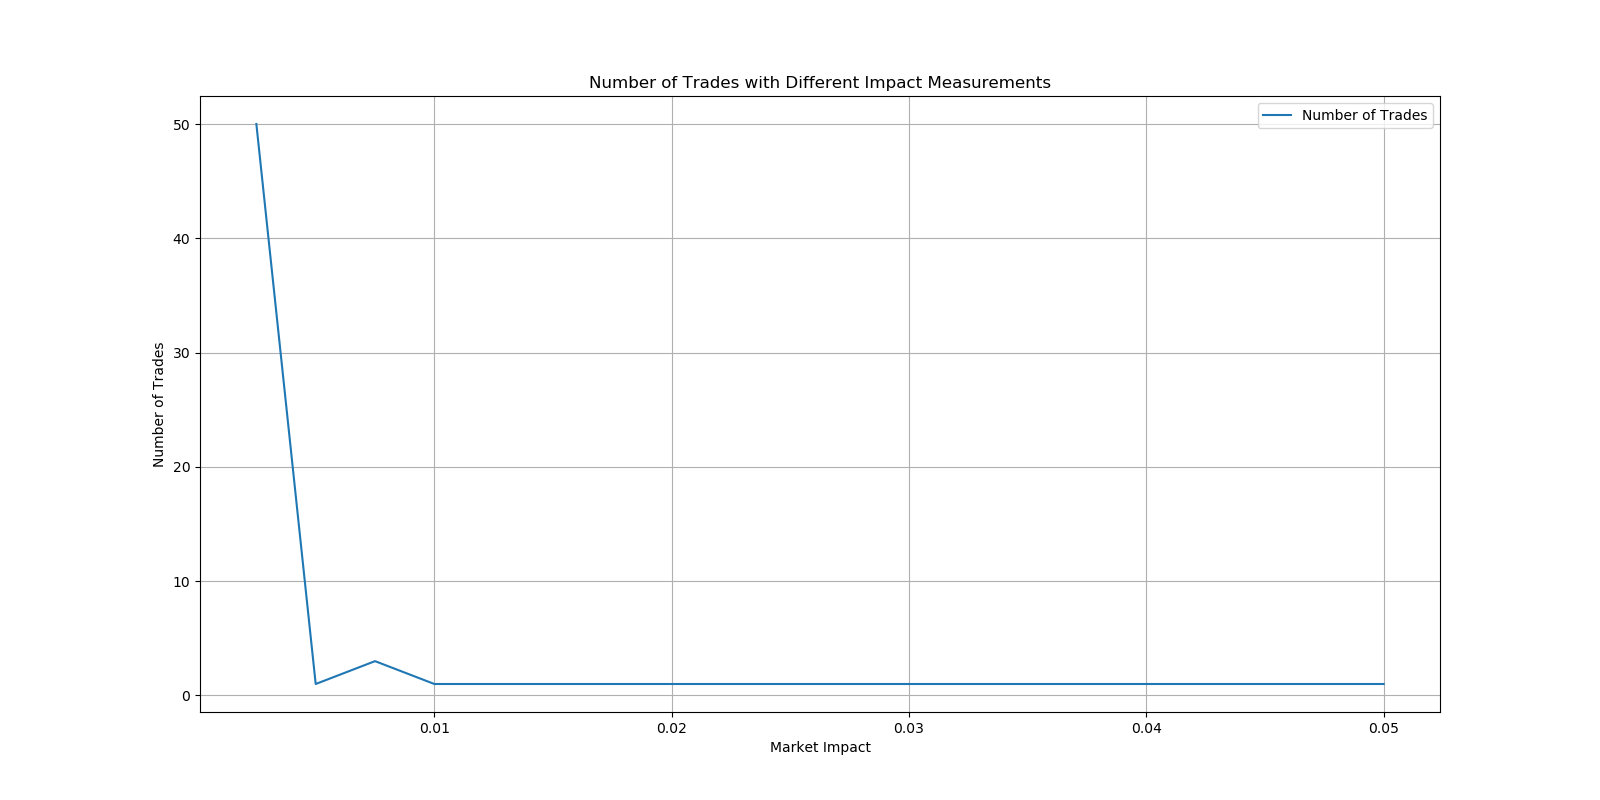 Number of Trades with Different Impact Measurements
Number of Trades
50
40
30
20
10
0
Number of Trades
0.01 0.02 0.03 0.04 0.05
Market Impact